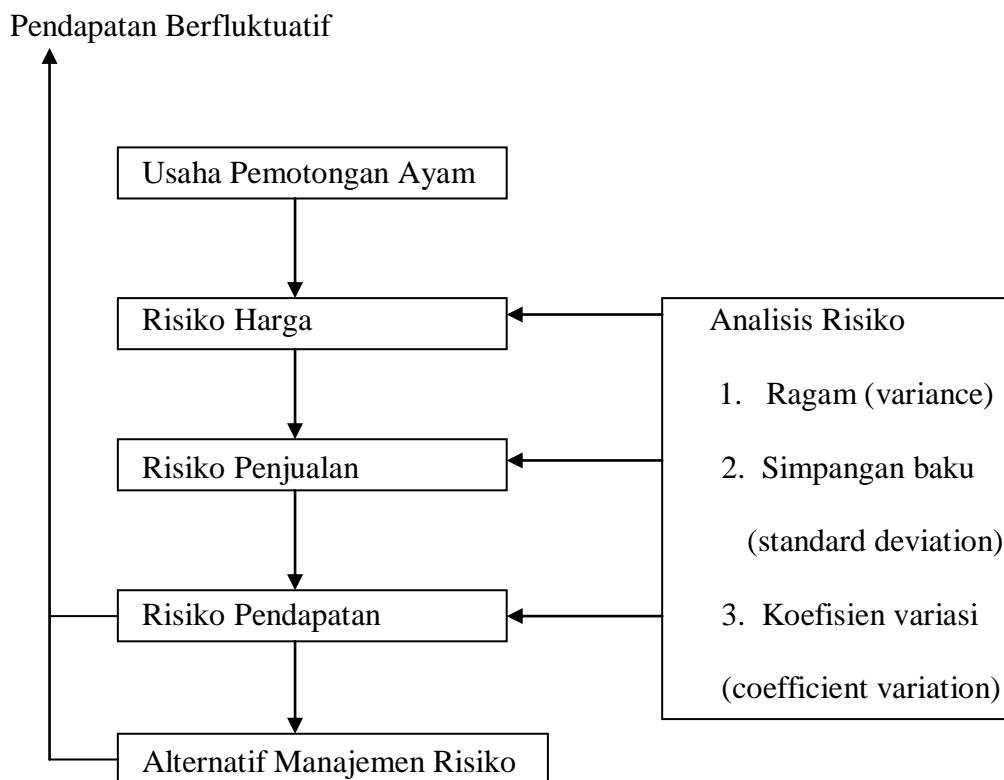 Pendapatan Berfluktuatif
Usaha Pemotongan Ayam
Risiko Harga
Risiko Penjualan
Risiko Pendapatan
Alternatif Manajemen Risiko
Analisis Risiko
1. Ragam (variance)
2. Simpangan baku
(standard deviation)
3. Koefisien variasi
(coefficient variation)